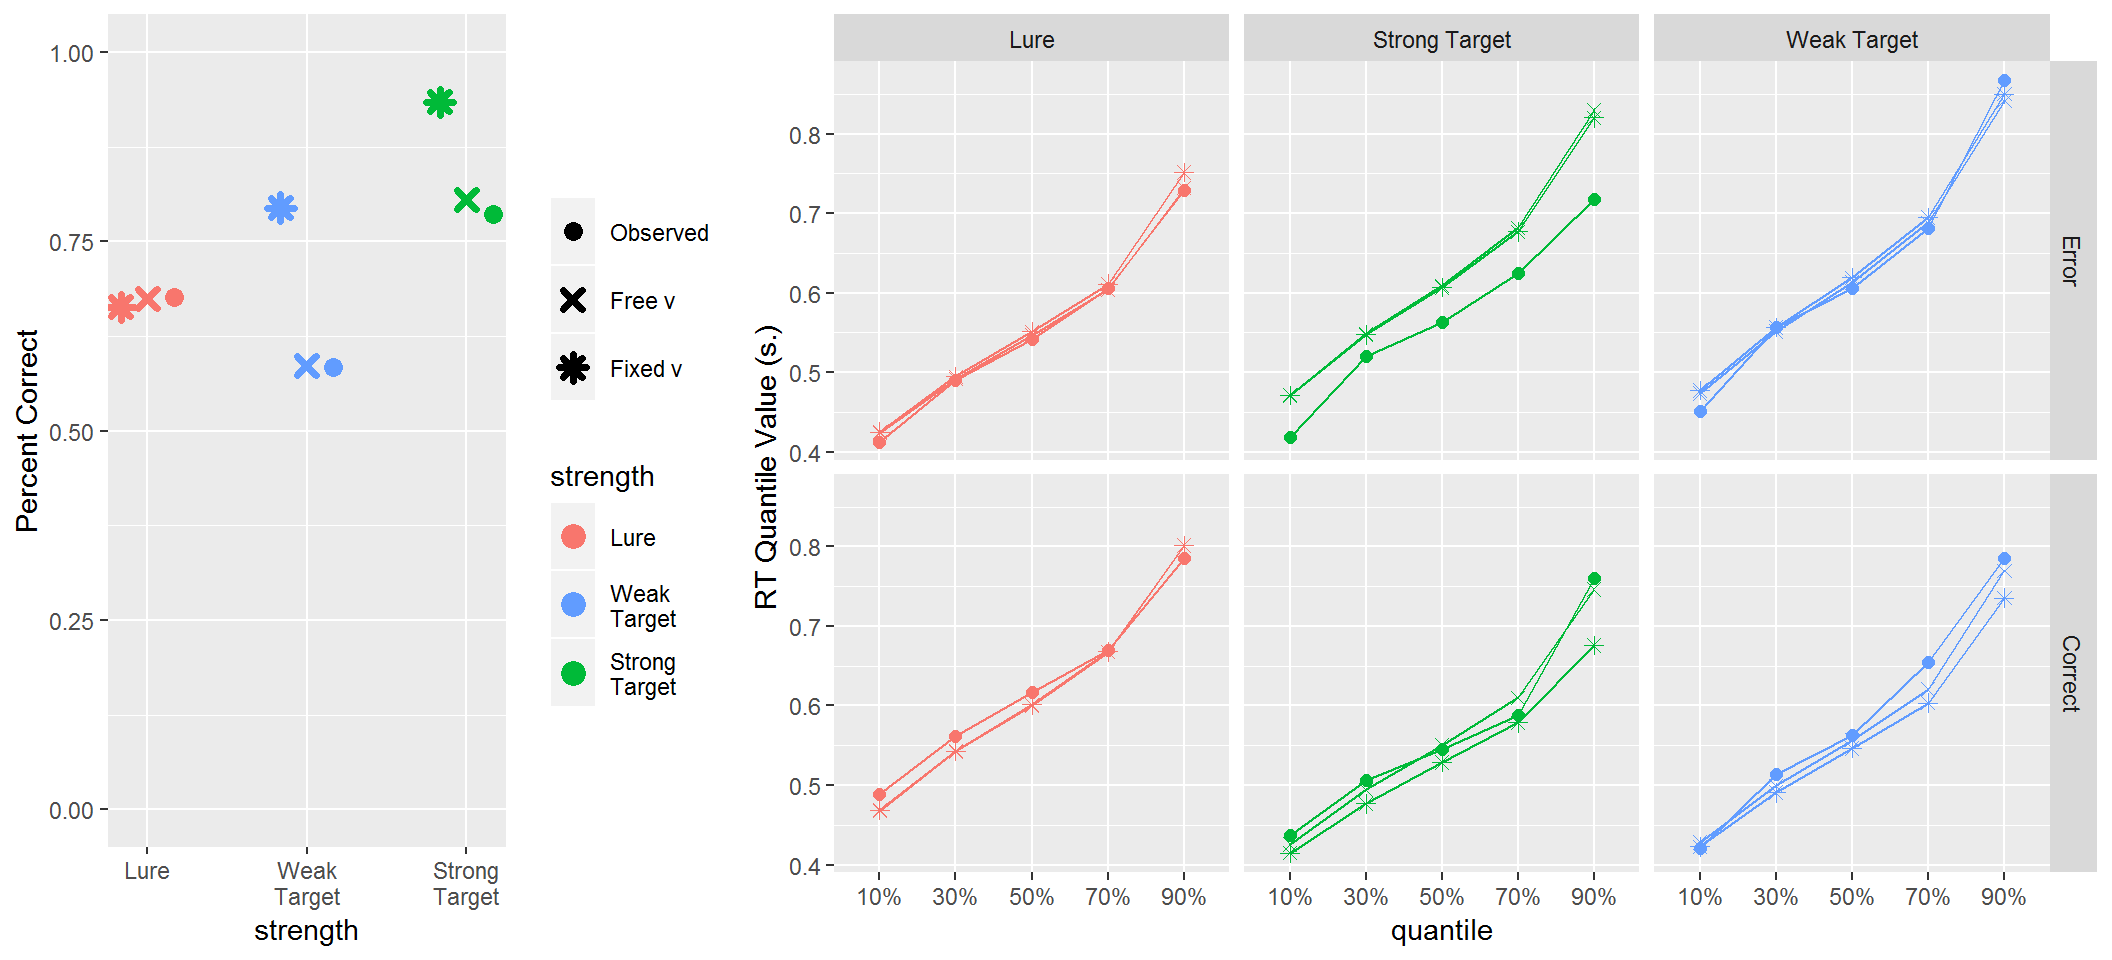 Percent Correct
1.00
0.75
0.50
0.25
0.00
Lure
Weak
Target
Strong
Target
strength
Observed
Free v
Fixed v
strength
Lure
Weak
Target
Strong
Target
RT Quantile Value (s.)
Lure
Strong Target
Weak Target
0.8
0.7
0.6
0.5
0.4
Error
0.8
0.7
0.6
0.5
0.4
Correct
10% 30% 50% 70% 90%
10% 30% 50% 70% 90%
10% 30% 50% 70% 90%
quantile